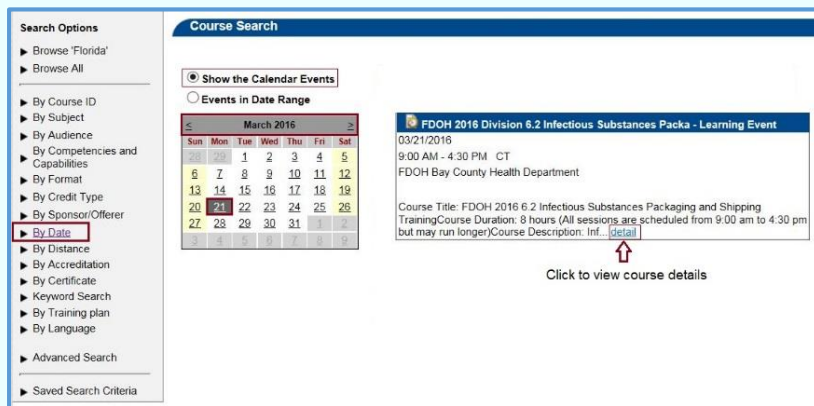 Search Options
▶ Browse 'Florida'
▶ Browse All
▶ By Course ID
▶ By Subject
▶ By Audience
▶ By Competencies and
Capabilities
▶ By Format
▶ By Credit Type
▶ By Sponsor/Offerer
▶ By Date
▶ By Distance
▶ By Accreditation
▶ By Certificate
▶ Keyword Search
▶ By Training plan
▶ By Language
▶ Advanced Search
▶ Saved Search Criteria
Course Search
Show the Calendar Events
Events in Date Range
< March 2016 >
Sun Mon Tue Wed Thu Fri Sat
28 29 1 2 3 4 5
6 7 8 9 10 11 12
13 14 15 16 17 18 19
20 21 22 23 24 25 26
27 28 29 30 31 1 2
3 4 5 6 7 8 9
FDOH 2016 Division 6.2 Infectious Substances Packa - Learning Event
03/21/2016
9:00 AM - 4:30 PM CT
FDOH Bay County Health Department
Course Title: FDOH 2016 6.2 Infectious Substances Packaging and Shipping
TrainingCourse Duration: 8 hours (All sessions are scheduled from 9:00 am to 4:30 pm
but may run longer)Course Description: Inf... detail
Click to view course details